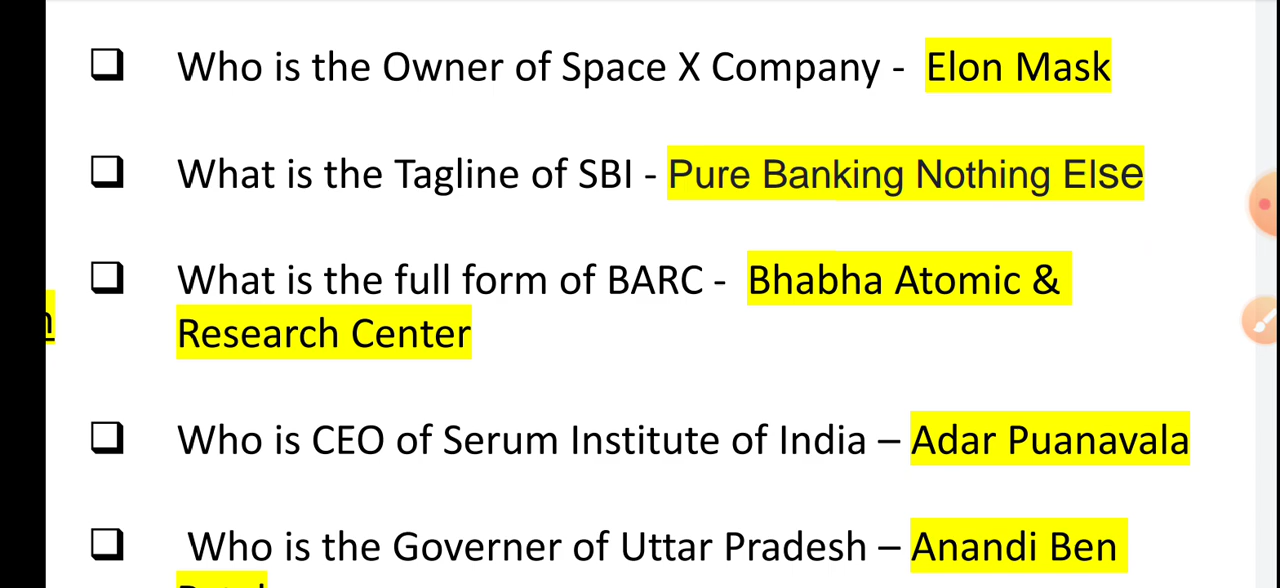 ❑ Who is the Owner of Space X Company - Elon Mask
❑ What is the Tagline of SBI - Pure Banking Nothing Else
❑ What is the full form of BARC - Bhabha Atomic &
Research Center
❑ Who is CEO of Serum Institute of India – Adar Puanavala
❑ Who is the Governer of Uttar Pradesh – Anandi Ben